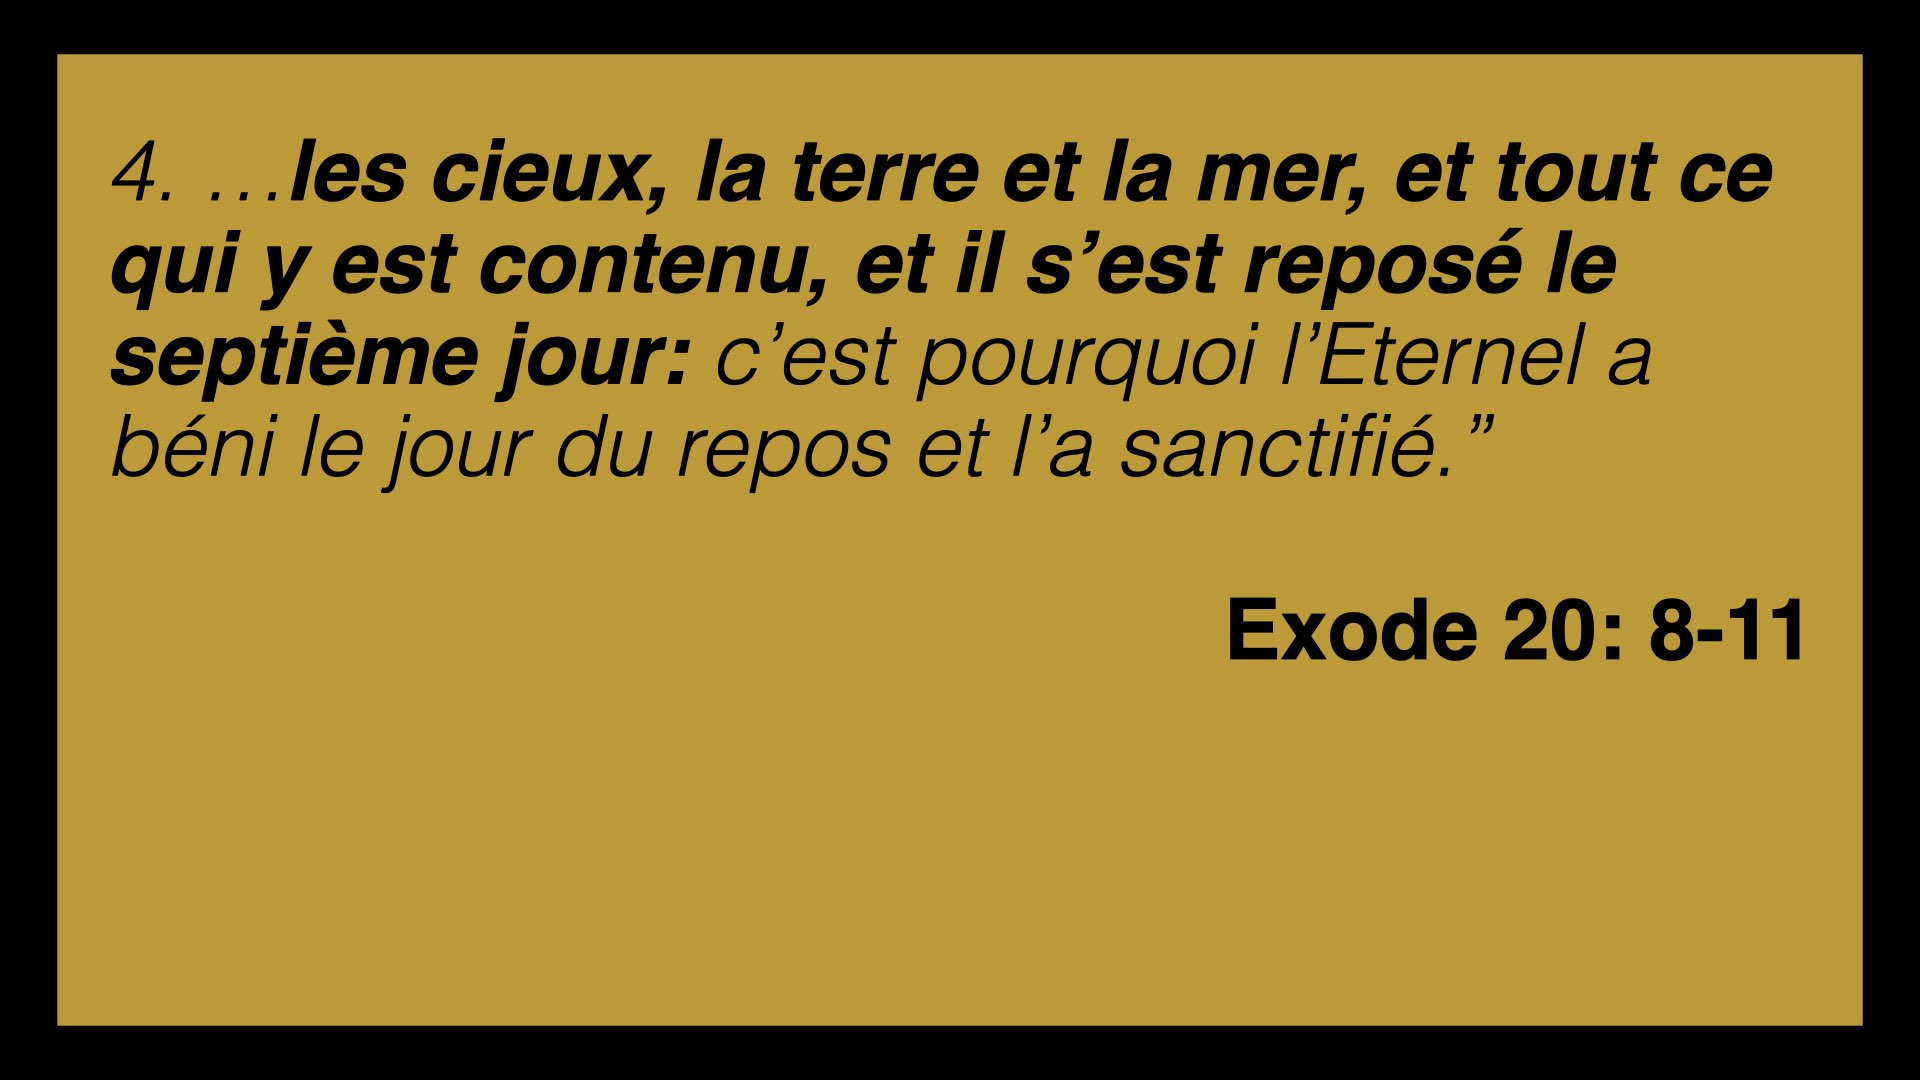 4. …les cieux, la terre et la mer, et tout ce
qui y est contenu, et il s’est reposé le
septième jour: c’est pourquoi l’Eternel a
béni le jour du repos et l’a sanctifié.”
Exode 20: 8-11